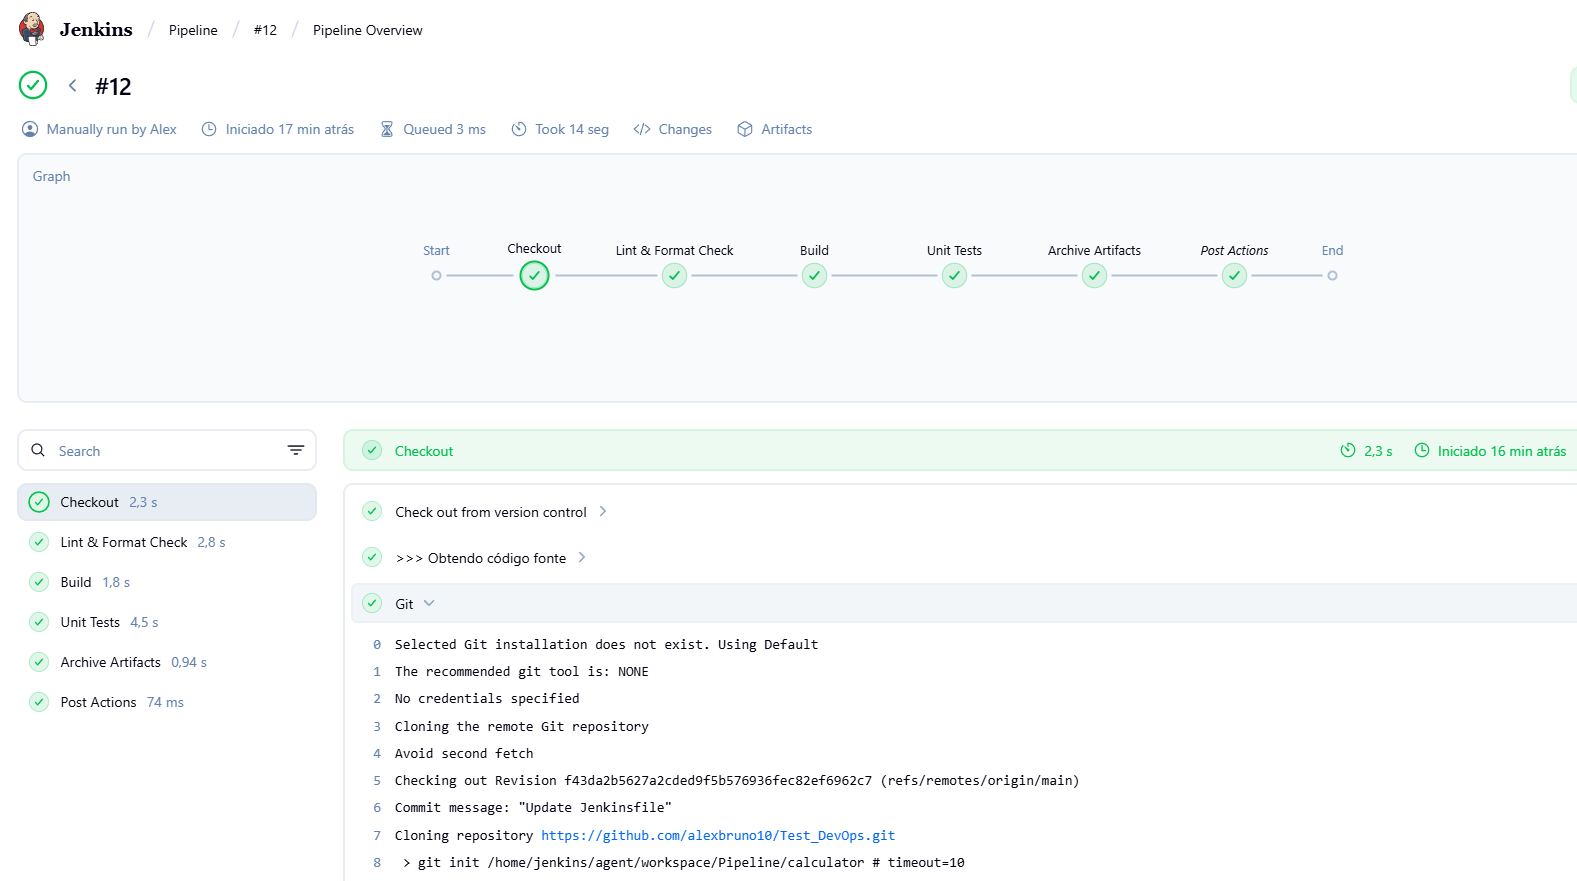 Jenkins / Pipeline / #12 / Pipeline Overview
#12
Manually run by Alex Iniciado 17 min atrás Queued 3 ms Took 14 seg Changes Artifacts
Graph
Start Checkout Lint & Format Check Build Unit Tests Archive Artifacts Post Actions End
Search
Checkout 2,3 s
Lint & Format Check 2,8 s
Build 1,8 s
Unit Tests 4,5 s
Archive Artifacts 0,94 s
Post Actions 74 ms
Checkout 2,3 s Iniciado 16 min atrás
Check out from version control
>>> Obtendo código fonte
Git
0 Selected Git installation does not exist. Using Default
1 The recommended git tool is: NONE
2 No credentials specified
3 Cloning the remote Git repository
4 Avoid second fetch
5 Checking out Revision f43da2b5627a2cded9f5b576936fec82ef6962c7 (refs/remotes/origin/main)
6 Commit message: "Update Jenkinsfile"
7 Cloning repository https://github.com/alexbruno10/Test_DevOps.git
8 > git init /home/jenkins/agent/workspace/Pipeline/calculator # timeout=10